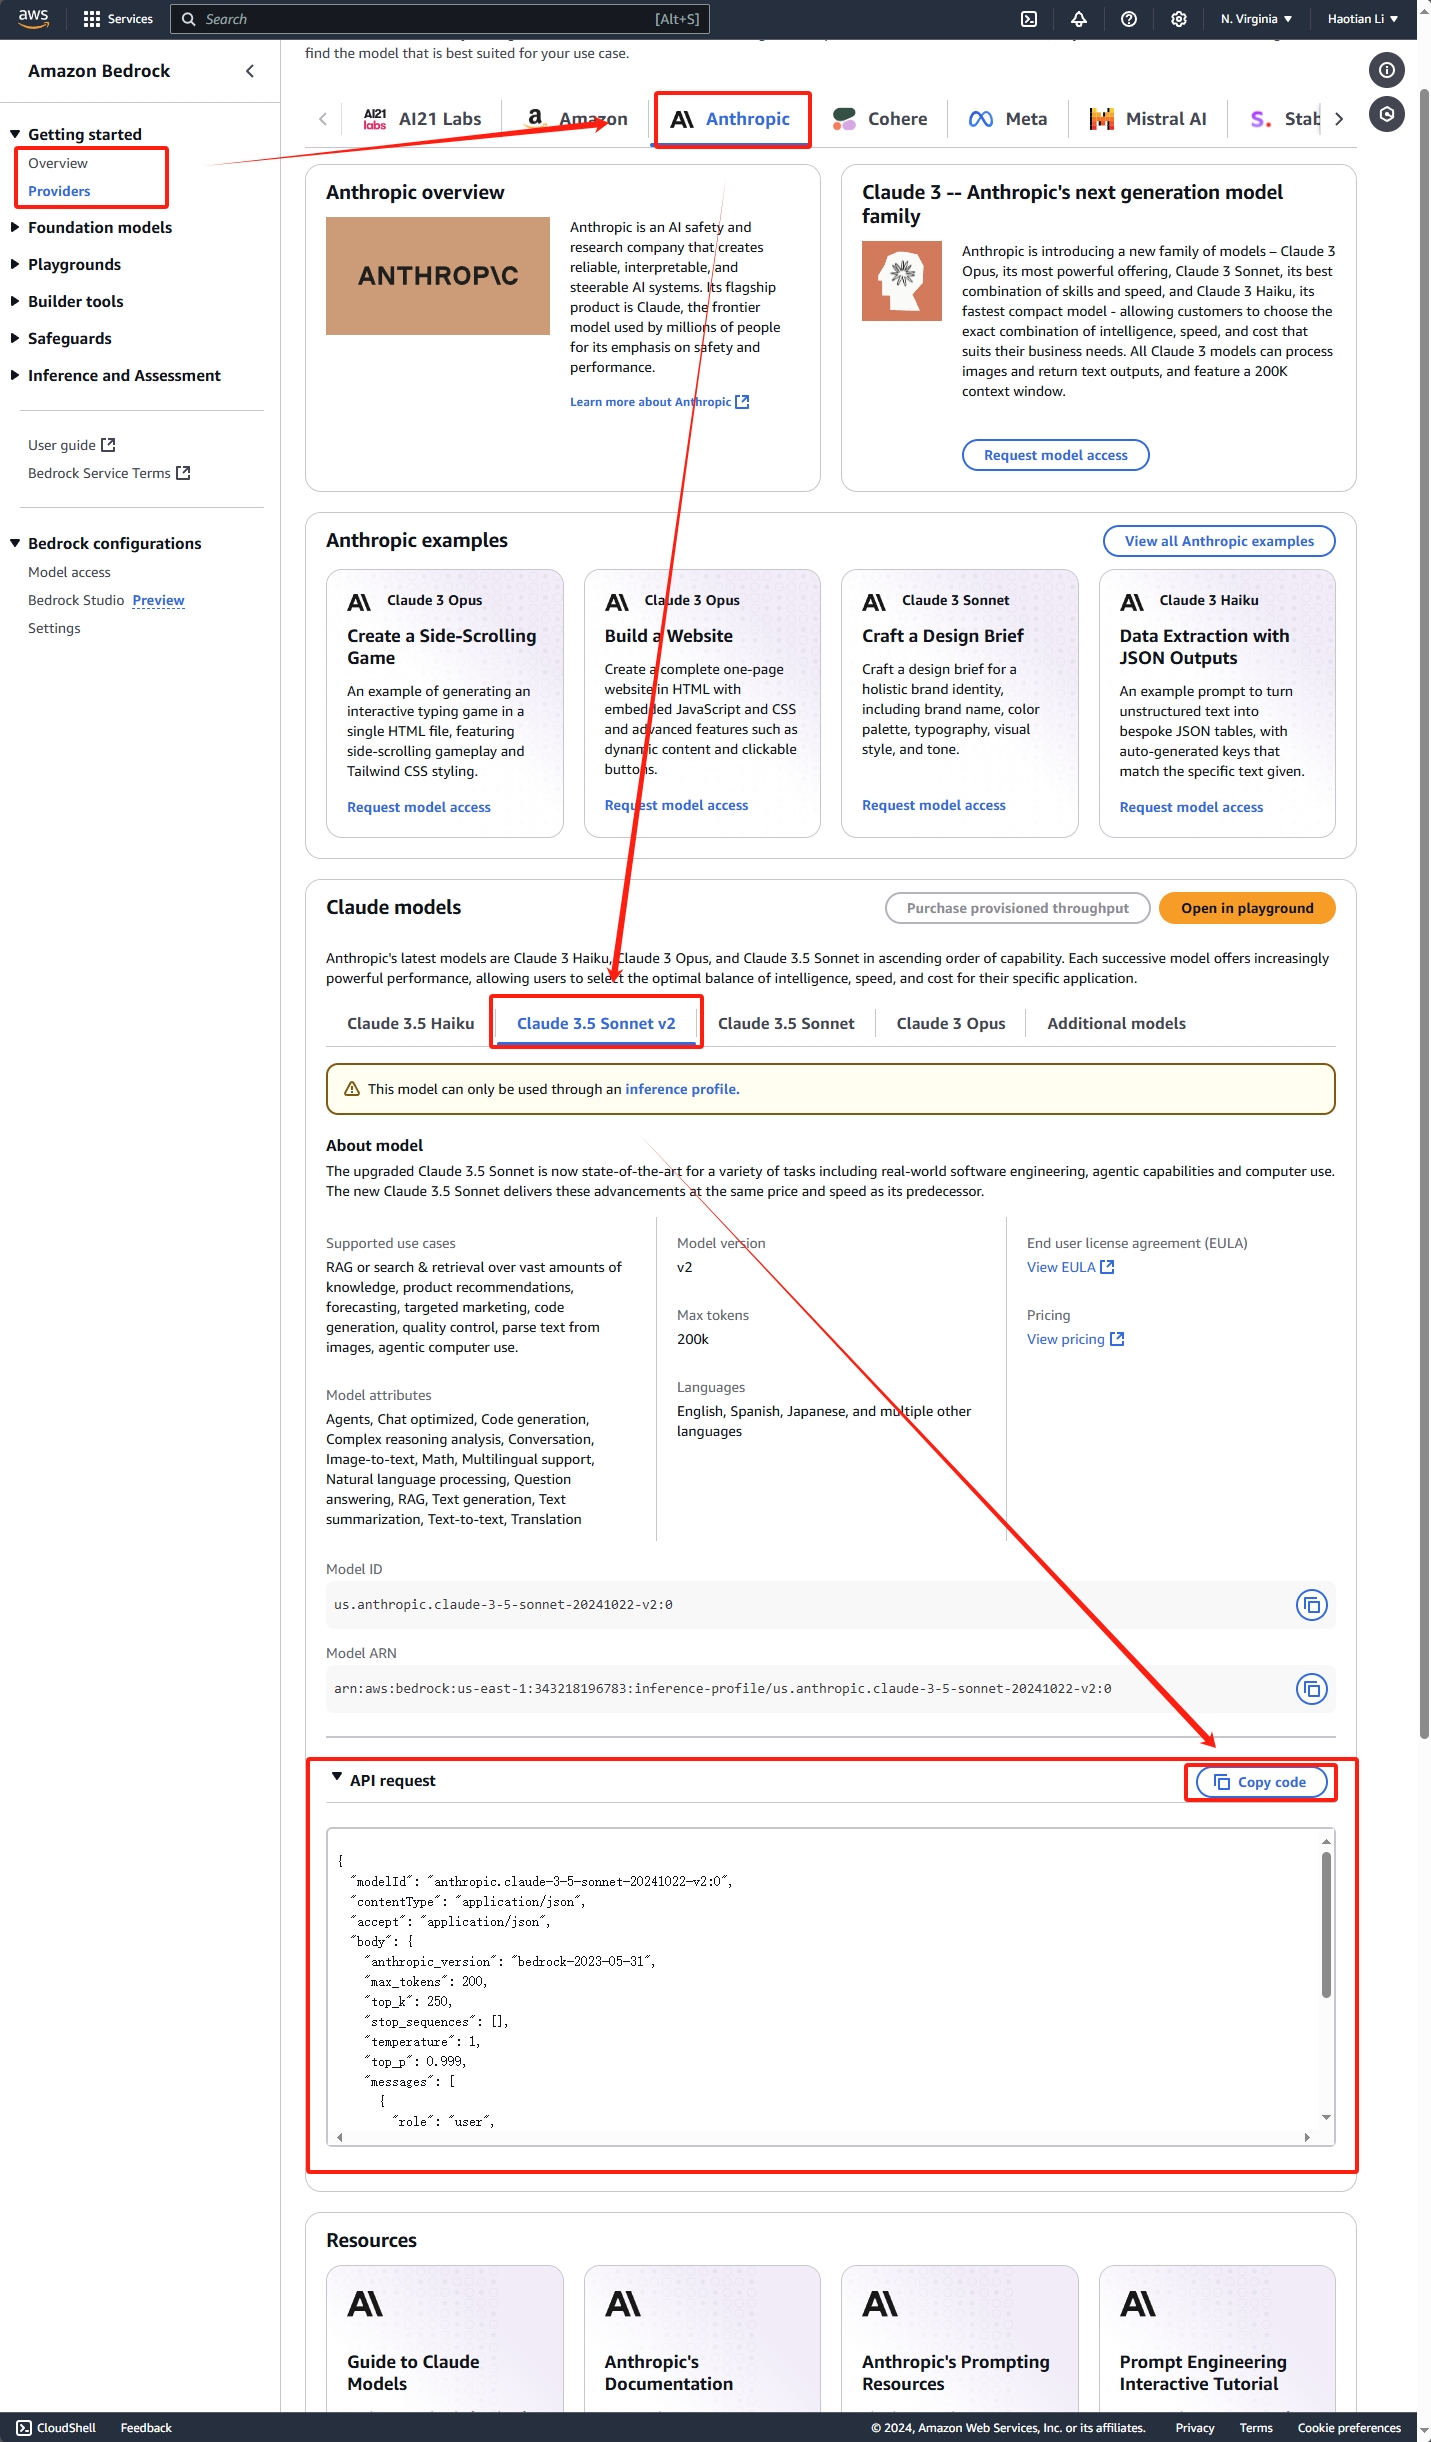 aws
Services
Search
[Alt+S]
N. Virginia
Haotian Li
Amazon Bedrock
Getting started
Overview
Providers
Foundation models
Playgrounds
Builder tools
Safeguards
Inference and Assessment
User guide
Bedrock Service Terms
Bedrock configurations
Model access
Bedrock Studio Preview
Settings
find the model that is best suited for your use case.
AI21 labs
AI21 Labs
a
Amazon
Anthropic
Cohere
Meta
Mistral AI
S.
Stab
Anthropic overview
ANTHROP\C
Anthropic is an AI safety and
research company that creates
reliable, interpretable, and
steerable AI systems. Its flagship
product is Claude, the frontier
model used by millions of people
for its emphasis on safety and
performance.
Learn more about Anthropic
Claude 3 -- Anthropic's next generation model
family
Anthropic is introducing a new family of models – Claude 3
Opus, its most powerful offering, Claude 3 Sonnet, its best
combination of skills and speed, and Claude 3 Haiku, its
fastest compact model - allowing customers to choose the
exact combination of intelligence, speed, and cost that
suits their business needs. All Claude 3 models can process
images and return text outputs, and feature a 200K
context window.
Request model access
Anthropic examples
View all Anthropic examples
Claude 3 Opus
Create a Side-Scrolling
Game
An example of generating an
interactive typing game in a
single HTML file, featuring
side-scrolling gameplay and
Tailwind CSS styling.
Request model access
Claude 3 Opus
Build a Website
Create a complete one-page
website in HTML with
embedded JavaScript and CSS
and advanced features such as
dynamic content and clickable
buttons.
Request model access
Claude 3 Sonnet
Craft a Design Brief
Craft a design brief for a
holistic brand identity,
including brand name, color
palette, typography, visual
style, and tone.
Request model access
Claude 3 Haiku
Data Extraction with
JSON Outputs
An example prompt to turn
unstructured text into
bespoke JSON tables, with
auto-generated keys that
match the specific text given.
Request model access
Claude models
Purchase provisioned throughput
Open in playground
Anthropic's latest models are Claude 3 Haiku, Claude 3 Opus, and Claude 3.5 Sonnet in ascending order of capability. Each successive model offers increasingly
powerful performance, allowing users to select the optimal balance of intelligence, speed, and cost for their specific application.
Claude 3.5 Haiku
Claude 3.5 Sonnet v2
Claude 3.5 Sonnet
Claude 3 Opus
Additional models
This model can only be used through an inference profile.
About model
The upgraded Claude 3.5 Sonnet is now state-of-the-art for a variety of tasks including real-world software engineering, agentic capabilities and computer use.
The new Claude 3.5 Sonnet delivers these advancements at the same price and speed as its predecessor.
Supported use cases
RAG or search & retrieval over vast amounts of
knowledge, product recommendations,
forecasting, targeted marketing, code
generation, quality control, parse text from
images, agentic computer use.
Model attributes
Agents, Chat optimized, Code generation,
Complex reasoning analysis, Conversation,
Image-to-text, Math, Multilingual support,
Natural language processing, Question
answering, RAG, Text generation, Text
summarization, Text-to-text, Translation
Model version
v2
Max tokens
200k
Languages
English, Spanish, Japanese, and multiple other
languages
End user license agreement (EULA)
View EULA
Pricing
View pricing
Model ID
us.anthropic.claude-3-5-sonnet-20241022-v2:0
Model ARN
arn:aws:bedrock:us-east-1:343218196783:inference-profile/us.anthropic.claude-3-5-sonnet-20241022-v2:0
API request
Copy code
{
"modelId": "anthropic.claude-3-5-sonnet-20241022-v2:0",
"contentType": "application/json",
"accept": "application/json",
"body": {
"anthropic_version": "bedrock-2023-05-31",
"max_tokens": 200,
"top_k": 250,
"stop_sequences": [],
"temperature": 1,
"top_p": 0.999,
"messages": [
{
"role": "user",
Resources
Guide to Claude
Models
Anthropic's
Documentation
Anthropic's Prompting
Resources
Prompt Engineering
Interactive Tutorial
CloudShell
Feedback
© 2024, Amazon Web Services, Inc. or its affiliates.
Privacy
Terms
Cookie preferences